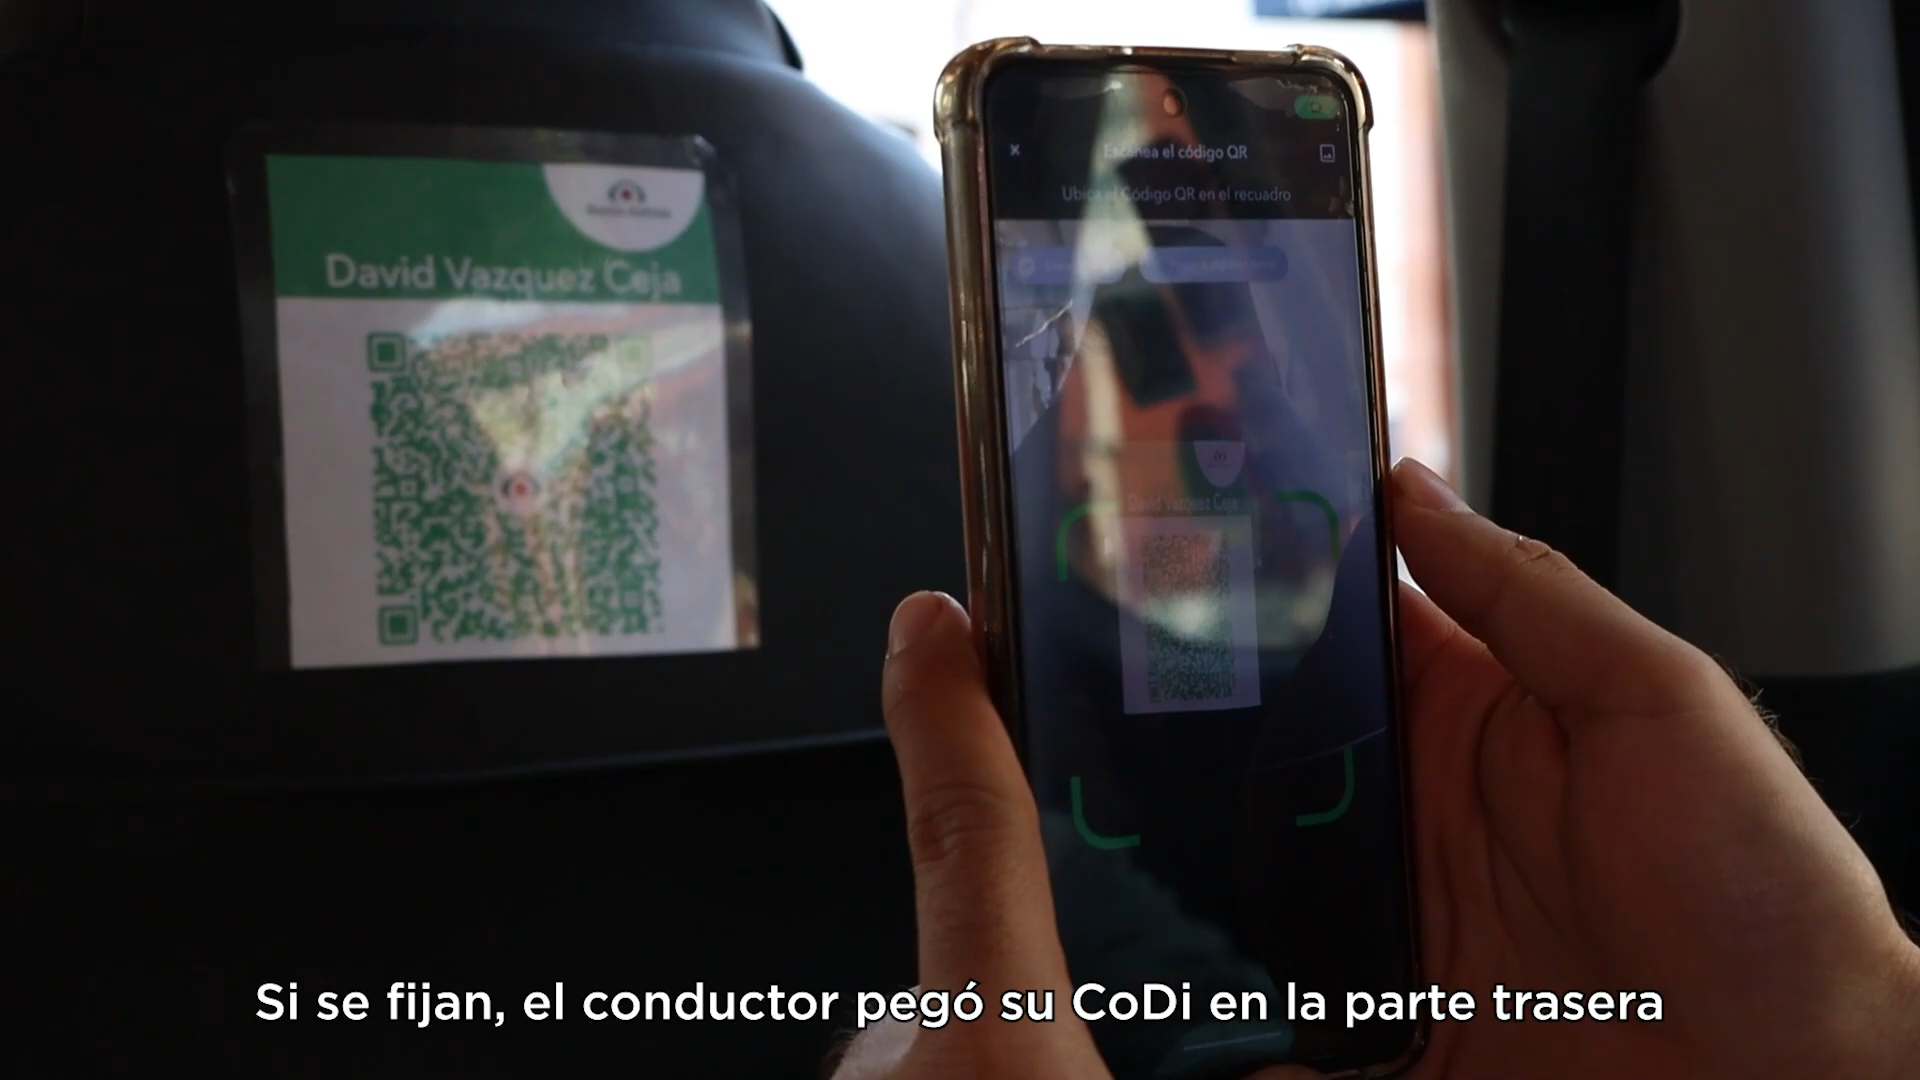 David Vazquez Ceja
Escanea el código QR
Ubica el Código QR en el recuadro
David Vazquez Ceja
Si se fijan, el conductor pegó su CoDi en la parte trasera